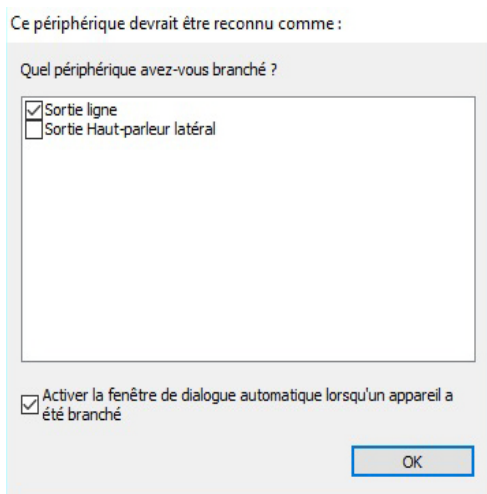 Ce périphérique devrait être reconnu comme :
Quel périphérique avez-vous branché ?
Sortie ligne
Sortie Haut-parleur latéral
Activer la fenêtre de dialogue automatique lorsqu'un appareil a
été branché
OK